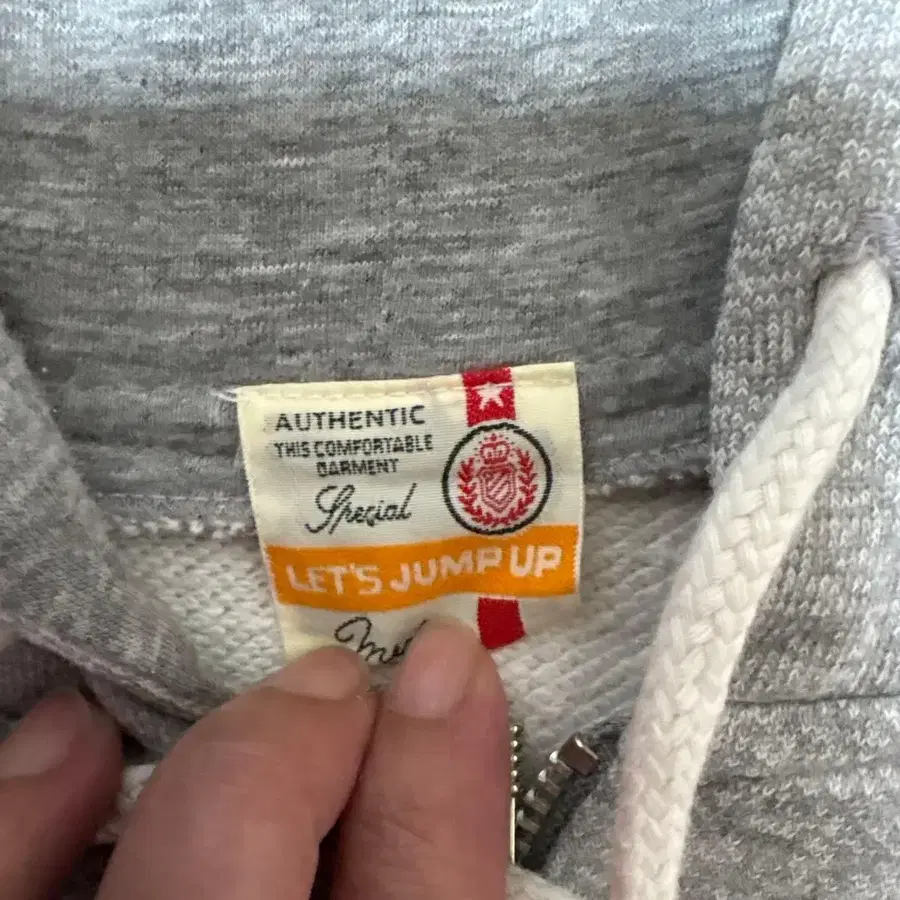 AUTHENTIC
THIS COMFORTABLE
GARMENT
Special
LET'S JUMP UP